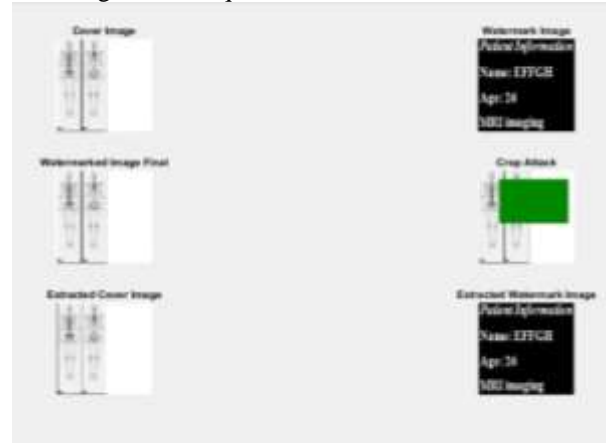 Cover Image
Watermark Image
Patient Information
Name: EFFGH
Age: 26
MRI imaging
Watermarked Image Final
Crop Attack
Extracted Cover Image
Extracted Watermark Image
Patient Information
Name: EFFGH
Age: 26
MRI imaging